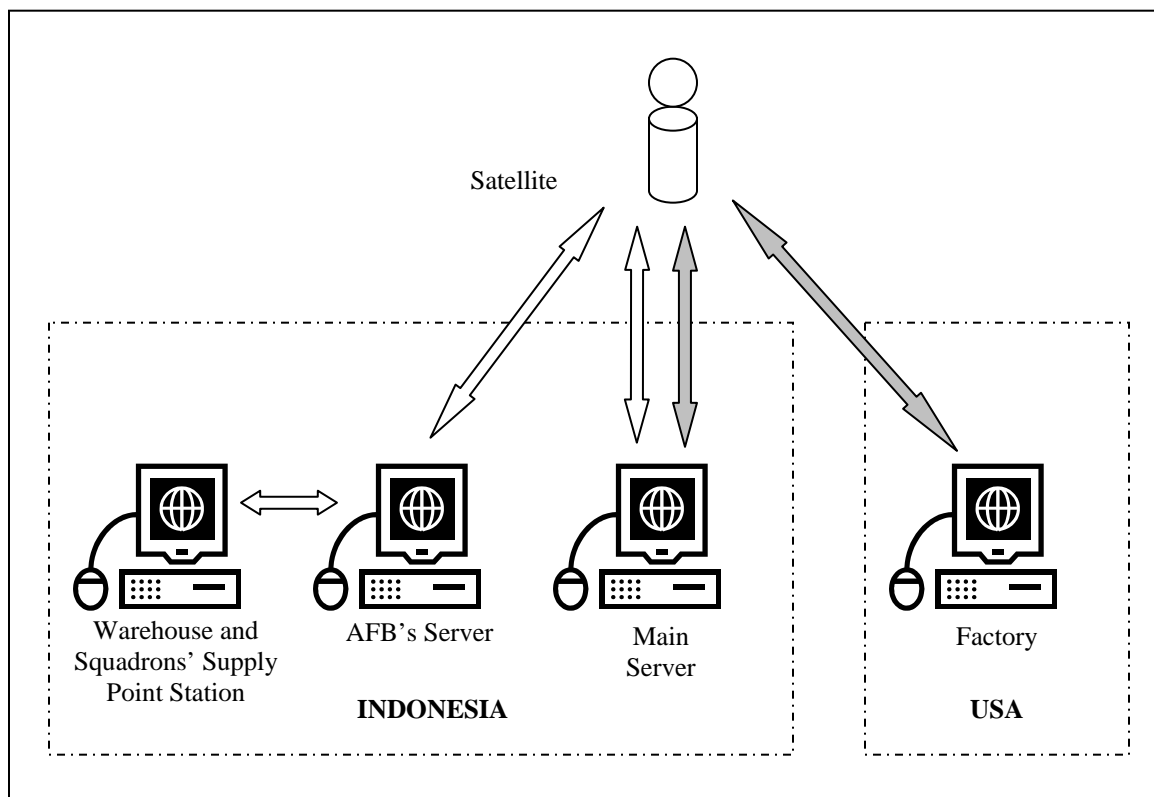 Satellite
Warehouse and
Squadrons’ Supply
Point Station
AFB’s Server
Main
Server
Factory
INDONESIA
USA